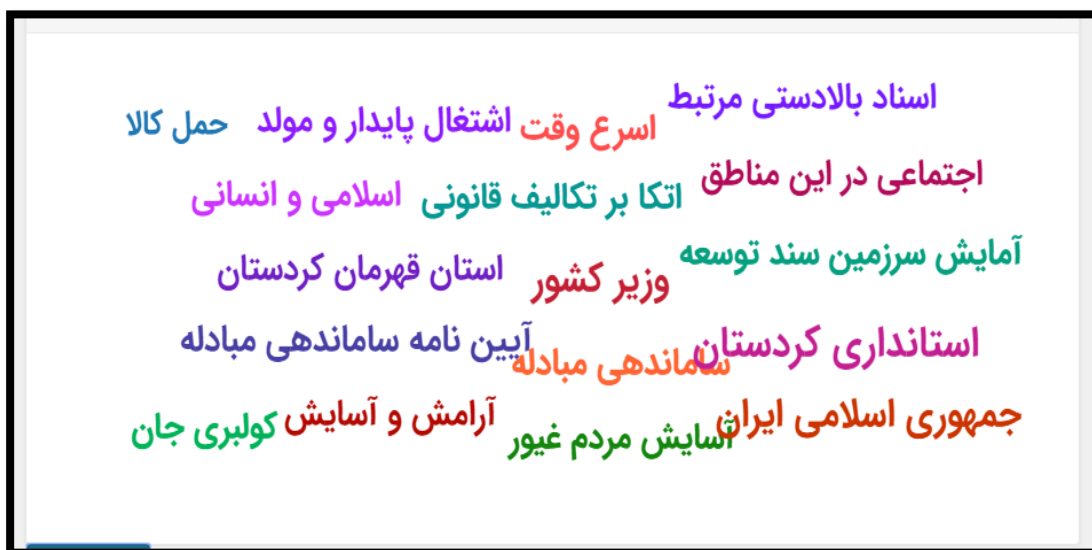 اسناد بالادستی مرتبط
اسرع وقت
اشتغال پایدار و مولد
حمل کالا
اجتماعی در این مناطق
اتکا بر تکالیف قانونی
اسلامی و انسانی
آمایش سرزمین سند توسعه
وزیر کشور
استان قهرمان کردستان
استانداری کردستان
ساماندهی مبادله
آیین نامه ساماندهی مبادله
جمهوری اسلامی ایران
آسایش مردم غیور
آرامش و آسایش
کولبری جان